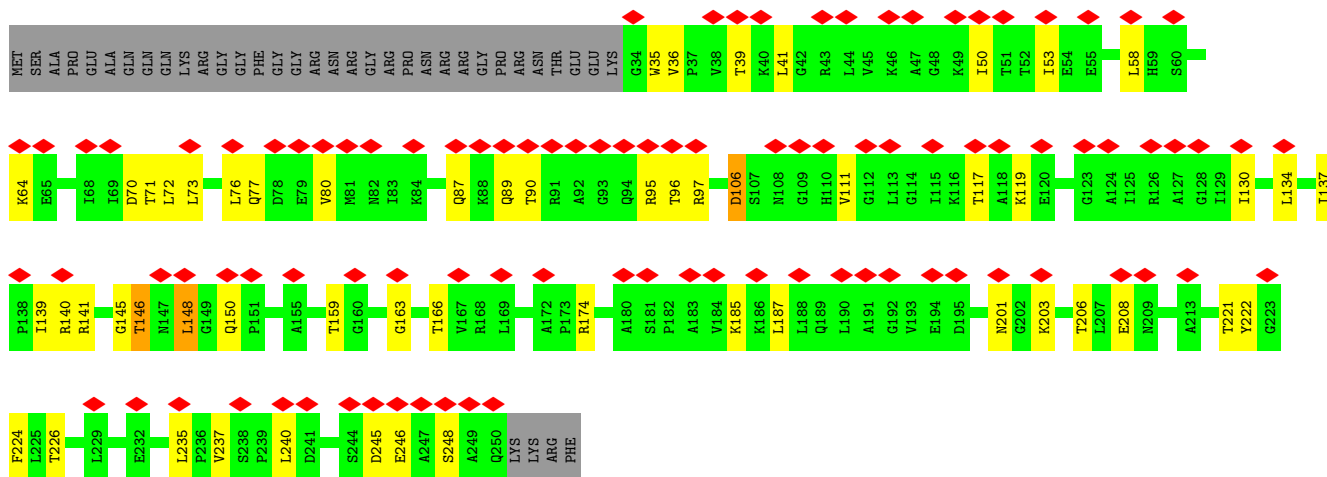 MET SER ALA PRO GLU ALA GLN GLN GLN LYS ARG GLY GLY PHE GLY GLY ARG ASN ARG GLY ARG PRO ASN ARG ARG GLY PRO ARG ASN THR GLU GLU LYS G34 W35 V36 P37 V38 T39 K40 L41 G42 R43 L44 V45 K46 A47 G48 K49 I50 T51 T52 I53 E54 E55 L58 H59 S60
K64 E65 I68 I69 D70 T71 L72 L73 L76 Q77 D78 E79 V80 M81 N82 I83 K84 Q87 K88 Q89 T90 R91 A92 G93 Q94 R95 T96 R97 D106 S107 N108 G109 H110 V111 G112 L113 G114 I115 K116 T117 A118 K119 E120 G123 A124 I125 R126 A127 G128 I129 I130 L134 I137
P138 I139 R140 R141 G145 T146 N147 L148 G149 Q150 P151 A155 T159 G160 G163 T166 V167 R168 L169 A172 P173 R174 A180 S181 P182 A183 V184 K185 K186 L187 L188 Q189 L190 A191 G192 V193 E194 D195 N201 G202 K203 T206 L207 E208 N209 A213 T221 Y222 G223
F224 L225 T226 L229 E232 L235 P236 V237 S238 P239 L240 D241 S244 D245 E246 A247 S248 A249 Q250 LYS LYS ARG PHE